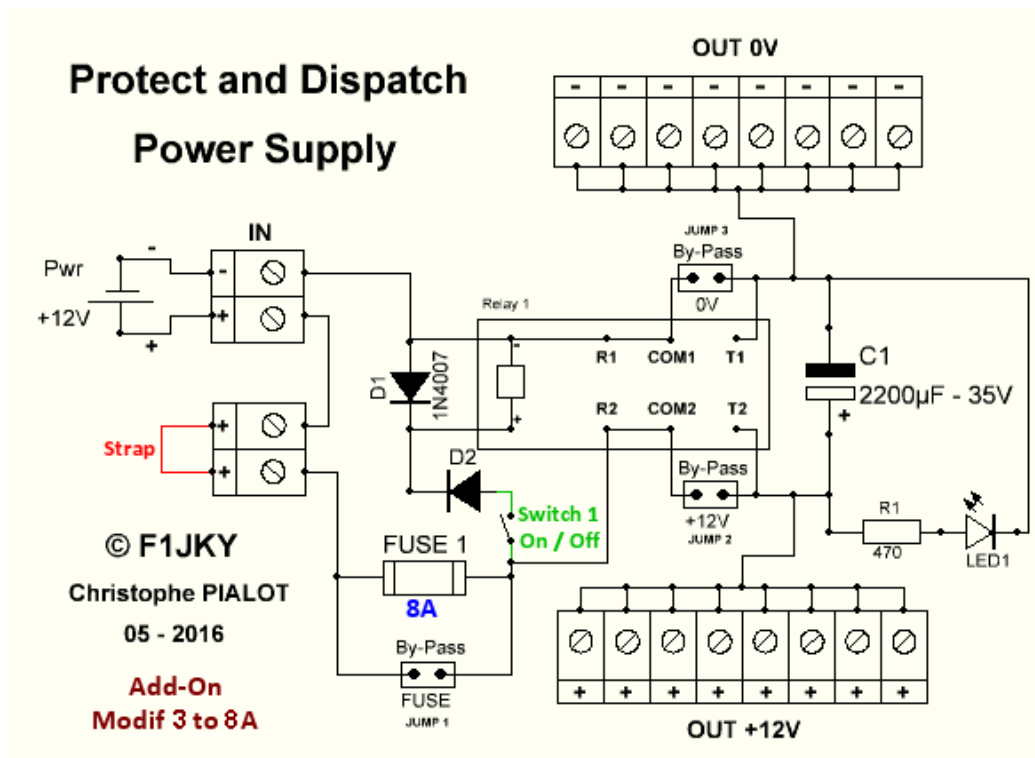 Protect and Dispatch
Power Supply
OUT 0V
- - - - - - - -
IN
Pwr
-
-
+12V
+
+
JUMP 3
By-Pass
0V
Relay 1
-
R1 COM1 T1
R2 COM2 T2
+
D1
1N4007
C1
2200µF - 35V
+
Strap
+
+
D2
Switch 1
On / Off
By-Pass
+12V
JUMP 2
R1
470
LED1
FUSE 1
8A
By-Pass
FUSE
JUMP 1
© F1JKY
Christophe PIALOT
05 - 2016
Add-On
Modif 3 to 8A
+ + + + + + + +
OUT +12V